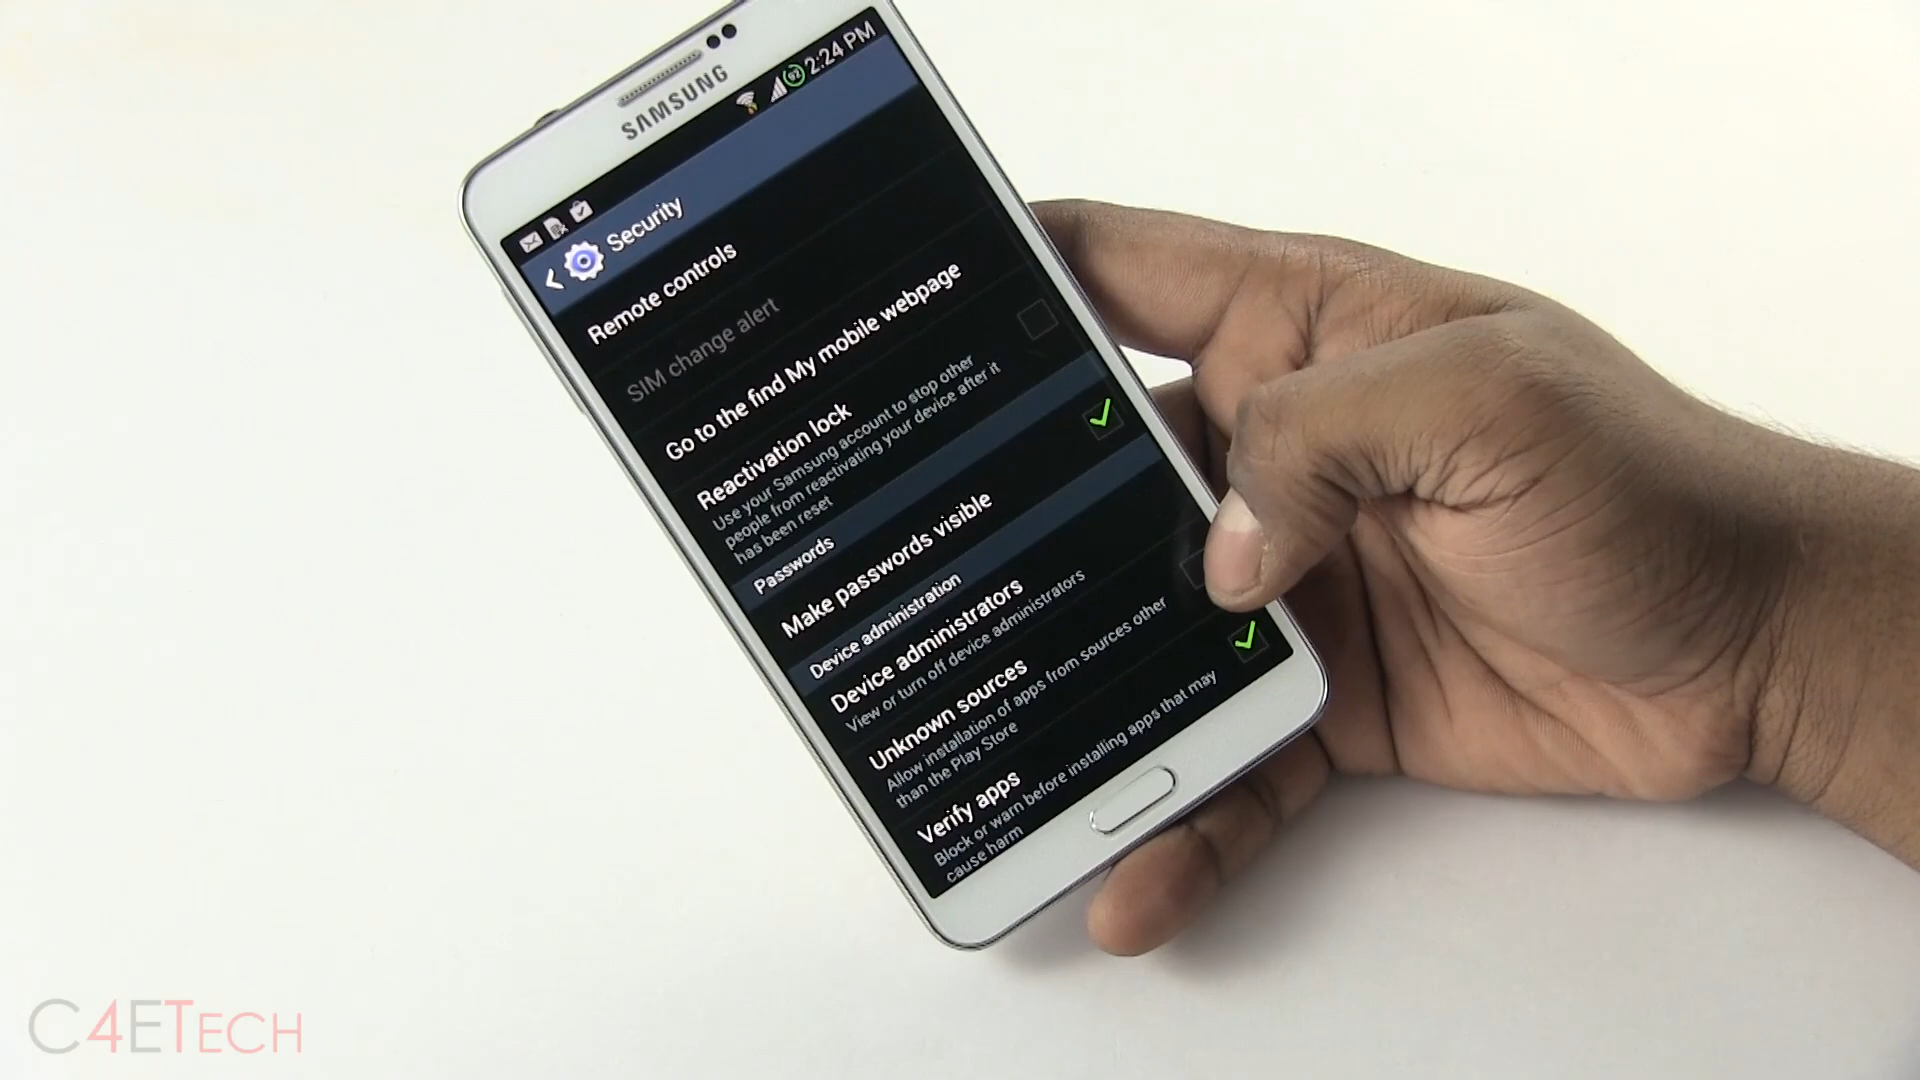 SAMSUNG
92 2:24 PM
Security
Remote controls
SIM change alert
Go to the find My mobile webpage
Reactivation lock
Use your Samsung account to stop other
people from reactivating your device after it
has been reset
Passwords
Make passwords visible
Device administration
Device administrators
View or turn off device administrators
Unknown sources
Allow installation of apps from sources other
than the Play Store
Verify apps
Block or warn before installing apps that may
cause harm
C4ETECH